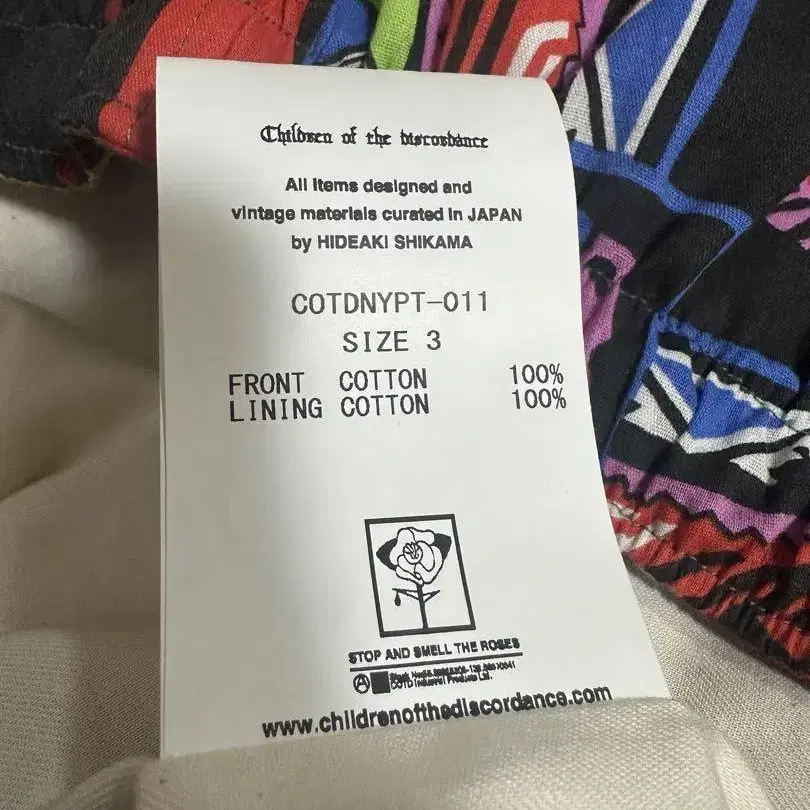 Children of the discordance
All items designed and
vintage materials curated in JAPAN
by HIDEAKI SHIKAMA
COTDNYPT-011
SIZE 3
FRONT COTTON 100%
LINING COTTON 100%
STOP AND SMELL THE ROSES
COTD Industrial Products Ltd.
www.childrenofthediscordance.com